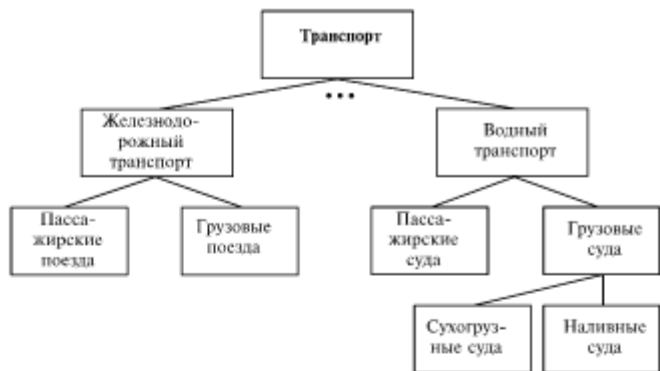 Транспорт
...
Железнодо-
рожный
транспорт
Водный
транспорт
Пасса-
жирские
поезда
Грузовые
поезда
Пасса-
жирские
суда
Грузовые
суда
Сухогруз-
ные суда
Наливные
суда